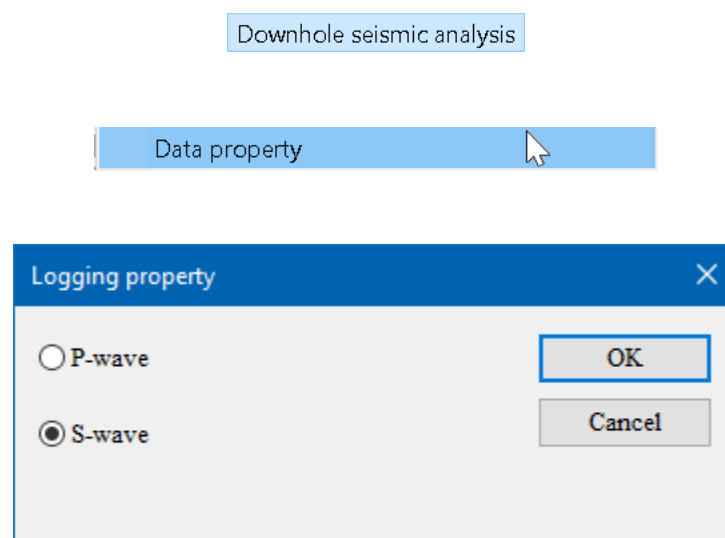 Downhole seismic analysis
Data property
Logging property
P-wave
OK
S-wave
Cancel